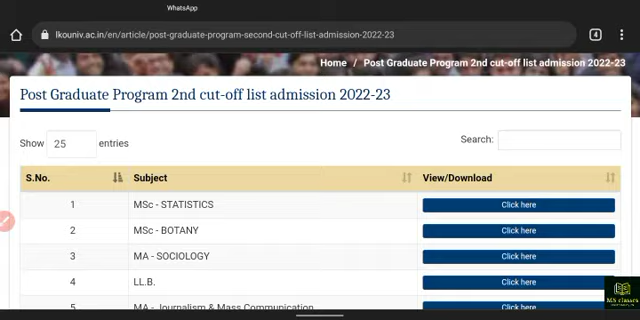 WhatsApp
lkouniv.ac.in/en/article/post-graduate-program-second-cut-off-list-admission-2022-23
4
Home / Post Graduate Program 2nd cut-off list admission 2022-23
Post Graduate Program 2nd cut-off list admission 2022-23
Show 25 entries
Search:
S.No. Subject View/Download
1 MSc - STATISTICS Click here
2 MSc - BOTANY Click here
3 MA - SOCIOLOGY Click here
4 LL.B. Click here
5 MA - Journalism & Mass Communication Click here
MS classes